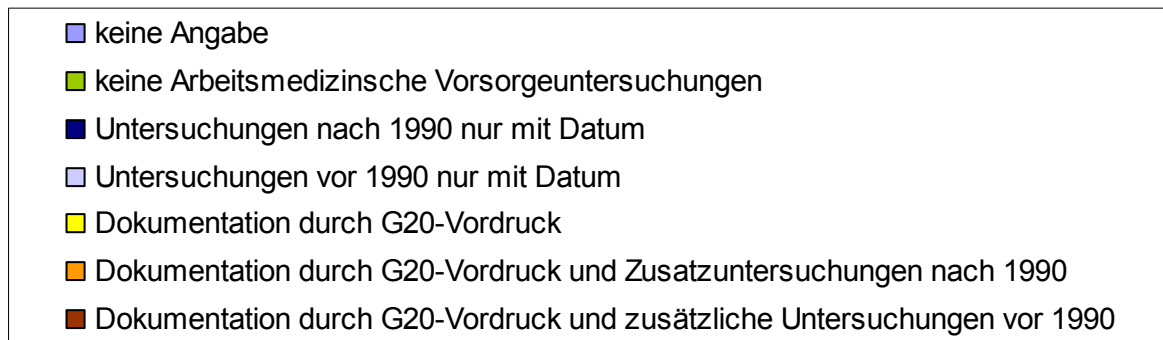 keine Angabe
keine Arbeitsmedizinsche Vorsorgeuntersuchungen
Untersuchungen nach 1990 nur mit Datum
Untersuchungen vor 1990 nur mit Datum
Dokumentation durch G20-Vordruck
Dokumentation durch G20-Vordruck und Zusatzuntersuchungen nach 1990
Dokumentation durch G20-Vordruck und zusätzliche Untersuchungen vor 1990